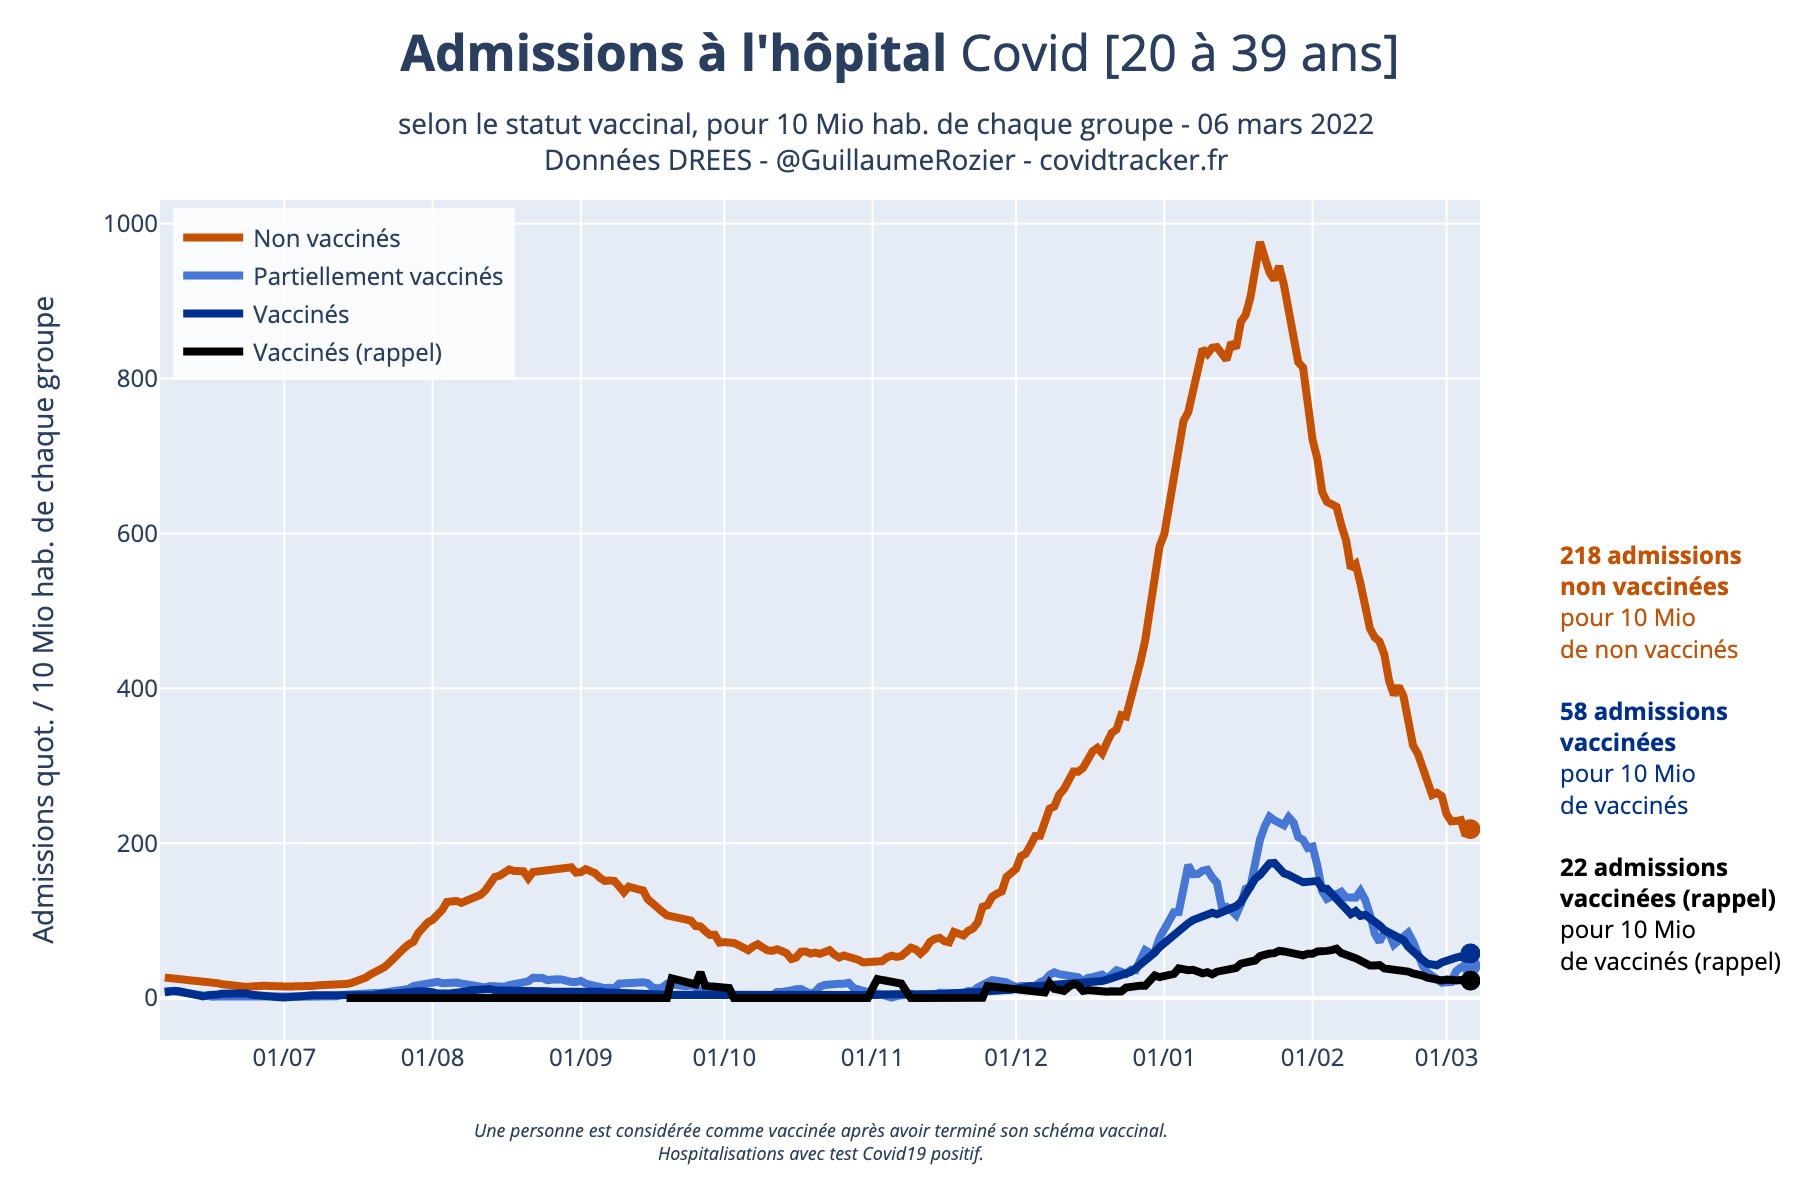 Admissions à l'hôpital Covid [20 à 39 ans]
selon le statut vaccinal, pour 10 Mio hab. de chaque groupe - 06 mars 2022
Données DREES - @GuillaumeRozier - covidtracker.fr
Admissions quot. / 10 Mio hab. de chaque groupe
1000
800
600
400
200
0
Non vaccinés
Partiellement vaccinés
Vaccinés
Vaccinés (rappel)
01/07
01/08
01/09
01/10
01/11
01/12
01/01
01/02
01/03
218 admissions
non vaccinées
pour 10 Mio
de non vaccinés
58 admissions
vaccinées
pour 10 Mio
de vaccinés
22 admissions
vaccinées (rappel)
pour 10 Mio
de vaccinés (rappel)
Une personne est considérée comme vaccinée après avoir terminé son schéma vaccinal.
Hospitalisations avec test Covid19 positif.